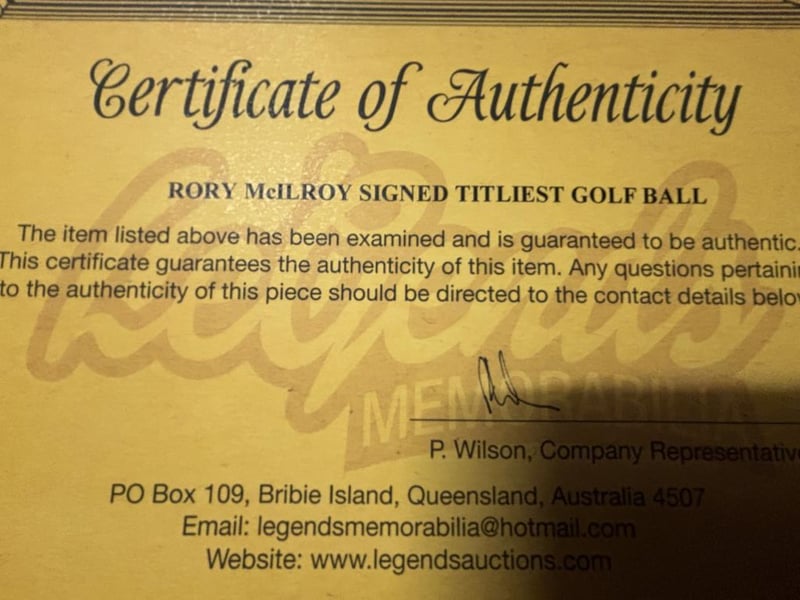 Certificate of Authenticity
RORY McILROY SIGNED TITLIEST GOLF BALL
The item listed above has been examined and is guaranteed to be authentic.
This certificate guarantees the authenticity of this item. Any questions pertainin
to the authenticity of this piece should be directed to the contact details below
Legends
MEMORABILIA
P. Wilson, Company Representative
PO Box 109, Bribie Island, Queensland, Australia 4507
Email: legendsmemorabilia@hotmail.com
Website: www.legendsauctions.com